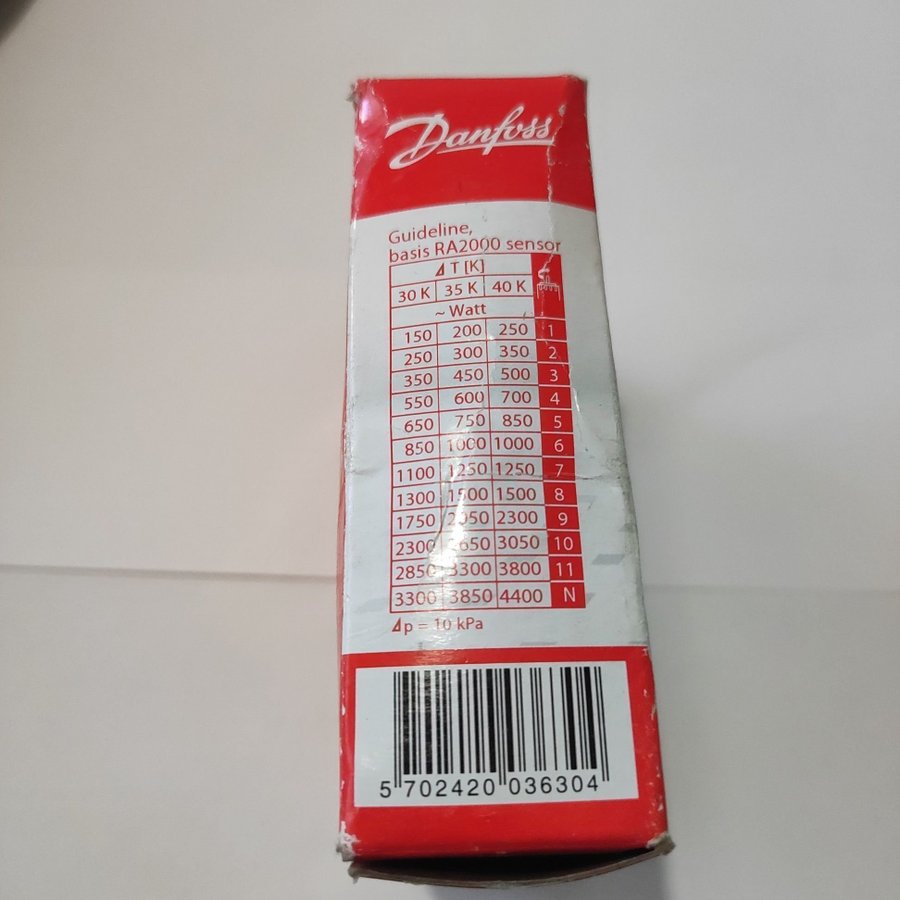 Danfoss
Guideline,
basis RA2000 sensor
⊿ T [K]
30 K 35 K 40 K
~ Watt
150 200 250 1
250 300 350 2
350 450 500 3
550 600 700 4
650 750 850 5
850 1000 1000 6
1100 1250 1250 7
1300 1500 1500 8
1750 2050 2300 9
2300 2650 3050 10
2850 3300 3800 11
3300 3850 4400 N
⊿p = 10 kPa
5 702420 036304